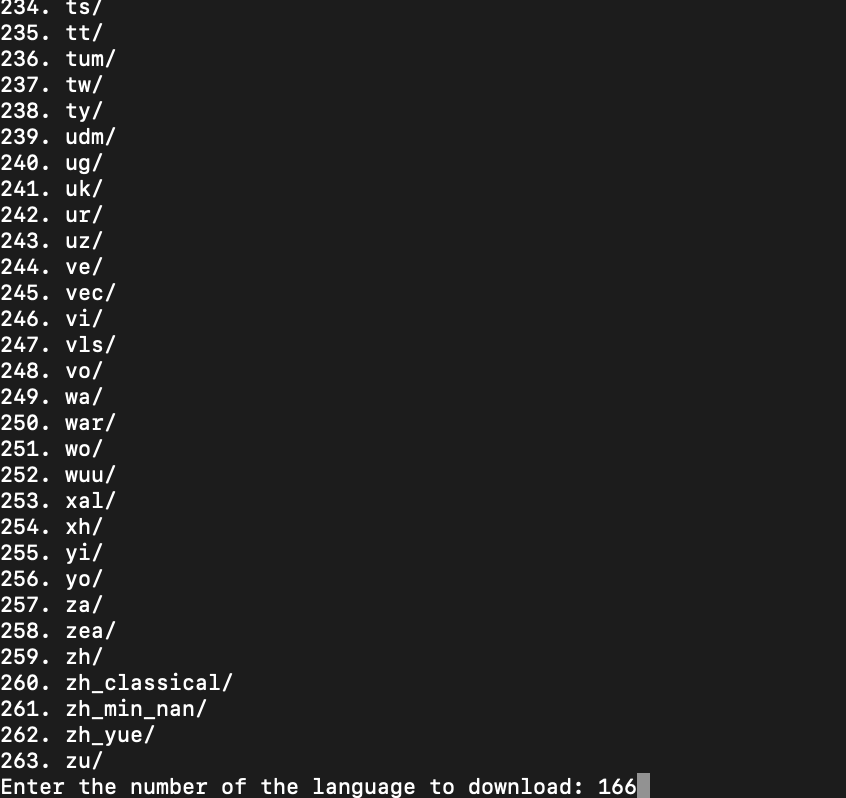 234. ts/
235. tt/
236. tum/
237. tw/
238. ty/
239. udm/
240. ug/
241. uk/
242. ur/
243. uz/
244. ve/
245. vec/
246. vi/
247. vls/
248. vo/
249. wa/
250. war/
251. wo/
252. wuu/
253. xal/
254. xh/
255. yi/
256. yo/
257. za/
258. zea/
259. zh/
260. zh_classical/
261. zh_min_nan/
262. zh_yue/
263. zu/
Enter the number of the language to download: 166